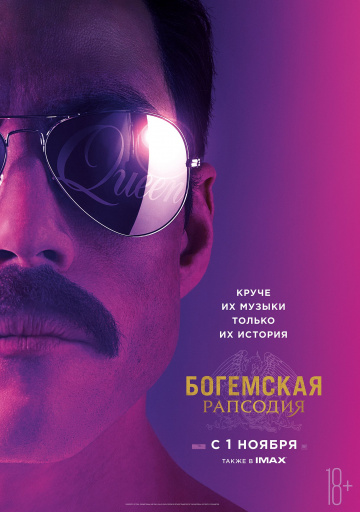 Queen
КРУЧЕ
ИХ МУЗЫКИ
ТОЛЬКО
ИХ ИСТОРИЯ
БОГЕМСКАЯ
РАПСОДИЯ
С 1 НОЯБРЯ
ТАКЖЕ В IMAX
18+